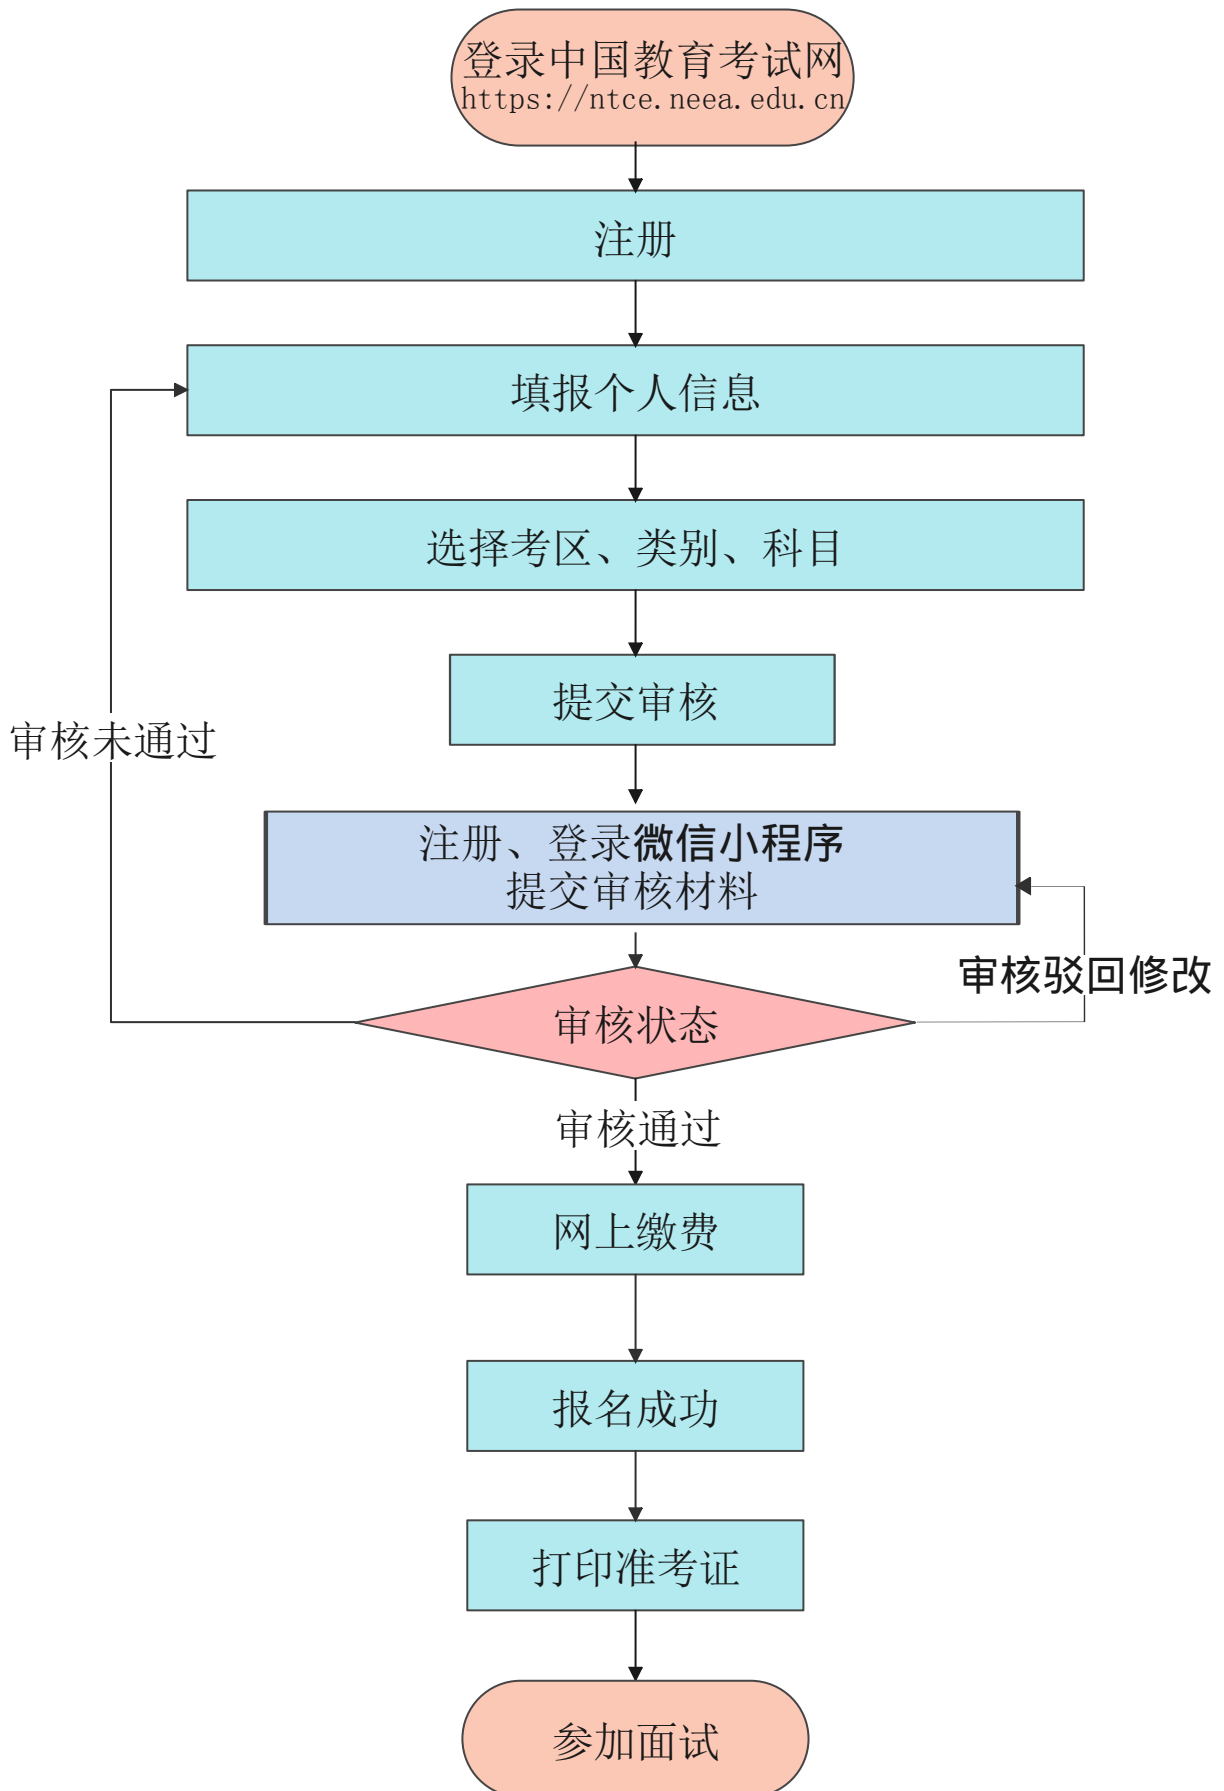 登录中国教育考试网
https://ntce.neea.edu.cn
注册
填报个人信息
选择考区、类别、科目
提交审核
审核未通过
注册、登录微信小程序
提交审核材料
审核驳回修改
审核状态
审核通过
网上缴费
报名成功
打印准考证
参加面试